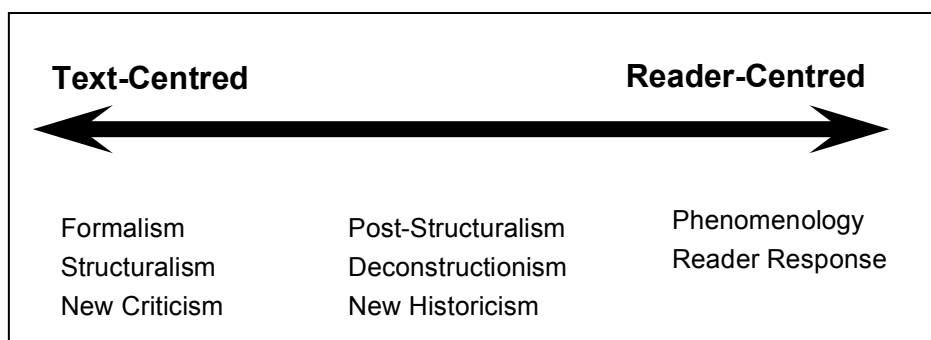 Text-Centred
Reader-Centred
Formalism
Structuralism
New Criticism
Post-Structuralism
Deconstructionism
New Historicism
Phenomenology
Reader Response